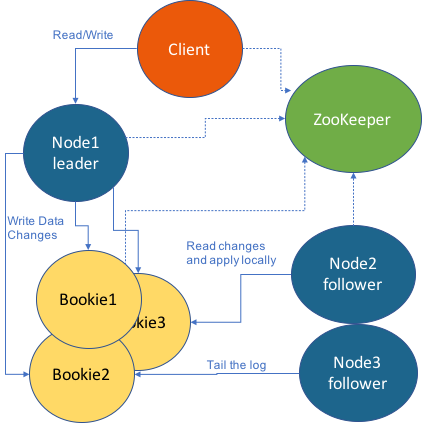 Read/Write
Client
ZooKeeper
Node1
leader
Write Data
Changes
Read changes
and apply locally
Node2
follower
Bookie1
okie3
Bookie2
Tail the log
Node3
follower